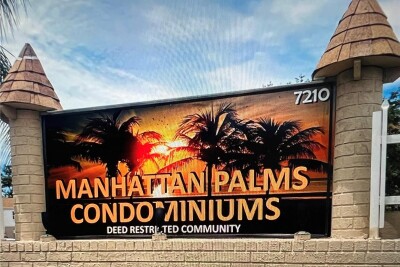 7210
MANHATTAN PALMS
CONDOMINIUMS
DEED RESTRICTED COMMUNITY